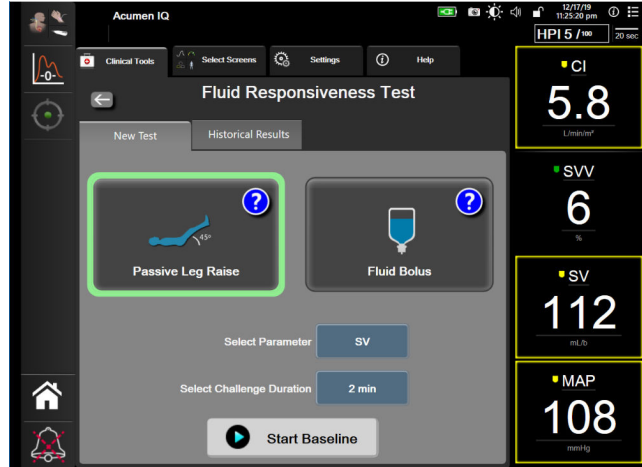 Acumen IQ
12/17/19
11:25:20 pm
HPI 5 / 100
20 sec
Clinical Tools
Select Screens
Settings
Help
-0-
Fluid Responsiveness Test
New Test
Historical Results
?
45°
Passive Leg Raise
?
Fluid Bolus
Select Parameter
SV
Select Challenge Duration
2 min
Start Baseline
CI
5.8
L/min/m²
SVV
6
%
SV
112
mL/b
MAP
108
mmHg